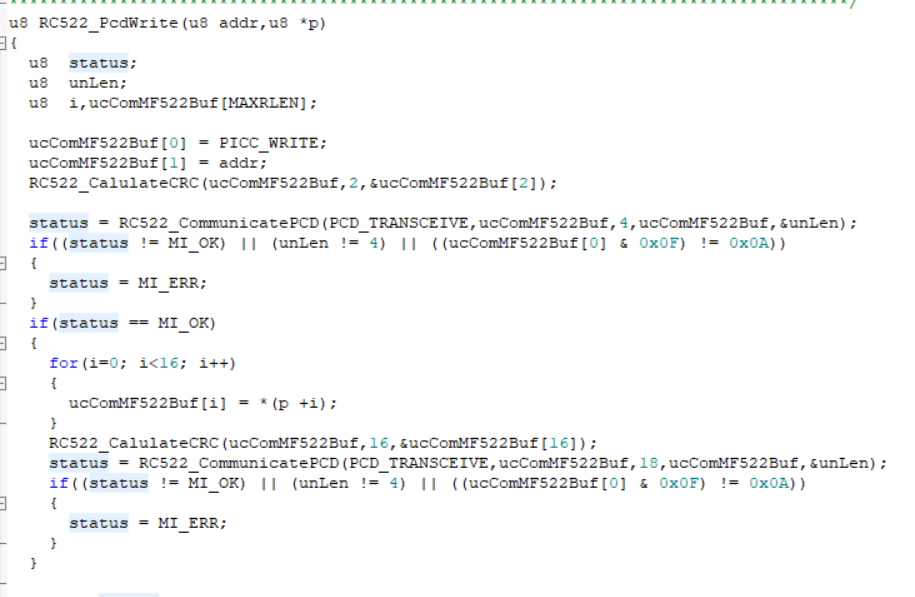 *********************************************************************************/
u8 RC522_PcdWrite(u8 addr,u8 *p)
{
u8 status;
u8 unLen;
u8 i,ucComMF522Buf[MAXRLEN];
ucComMF522Buf[0] = PICC_WRITE;
ucComMF522Buf[1] = addr;
RC522_CalulateCRC(ucComMF522Buf,2,&ucComMF522Buf[2]);
status = RC522_CommunicatePCD(PCD_TRANSCEIVE,ucComMF522Buf,4,ucComMF522Buf,&unLen);
if((status != MI_OK) || (unLen != 4) || ((ucComMF522Buf[0] & 0x0F) != 0x0A))
{
status = MI_ERR;
}
if(status == MI_OK)
{
for(i=0; i<16; i++)
{
ucComMF522Buf[i] = *(p +i);
}
RC522_CalulateCRC(ucComMF522Buf,16,&ucComMF522Buf[16]);
status = RC522_CommunicatePCD(PCD_TRANSCEIVE,ucComMF522Buf,18,ucComMF522Buf,&unLen);
if((status != MI_OK) || (unLen != 4) || ((ucComMF522Buf[0] & 0x0F) != 0x0A))
{
status = MI_ERR;
}
}